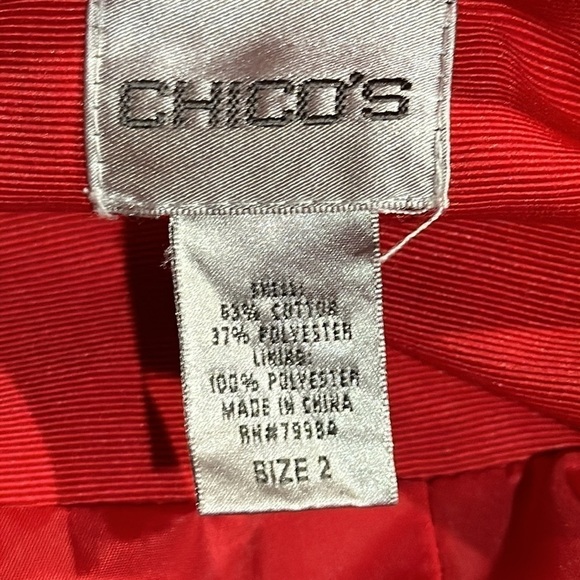 CHICO'S
SHELL:
63% COTTON
37% POLYESTER
LINING:
100% POLYESTER
MADE IN CHINA
RN#79984
SIZE 2